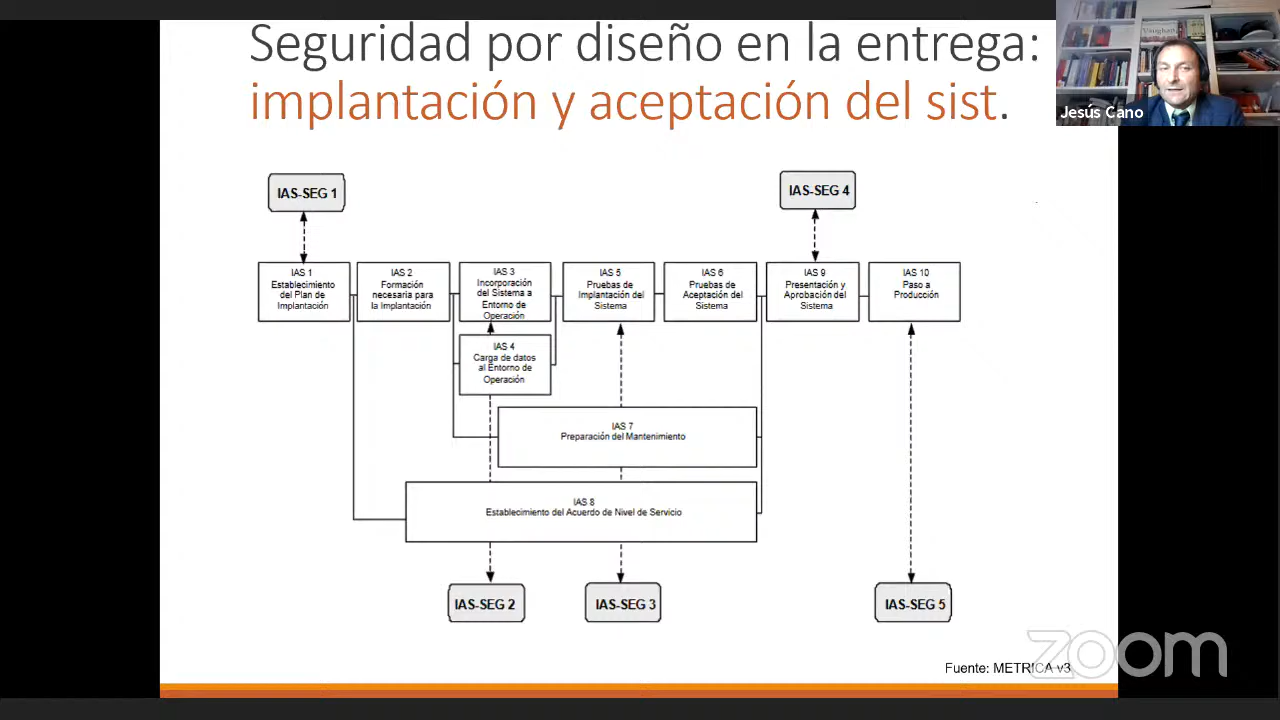 Seguridad por diseño en la entrega:
implantación y aceptación del sist.
Jesús Cano
IAS-SEG 1
IAS-SEG 4
IAS 1
Establecimiento
del Plan de
Implantación
IAS 2
Formación
necesaria para
la Implantación
IAS 3
Incorporación
del Sistema a
Entorno de
Operación
IAS 5
Pruebas de
Implantación del
Sistema
IAS 6
Pruebas de
Aceptación del
Sistema
IAS 9
Presentación y
Aprobación del
Sistema
IAS 10
Paso a
Producción
IAS 4
Carga de datos
al Entorno de
Operación
IAS 7
Preparación del Mantenimiento
IAS 8
Establecimiento del Acuerdo de Nivel de Servicio
IAS-SEG 2
IAS-SEG 3
IAS-SEG 5
Fuente: METRICA v3
zoom